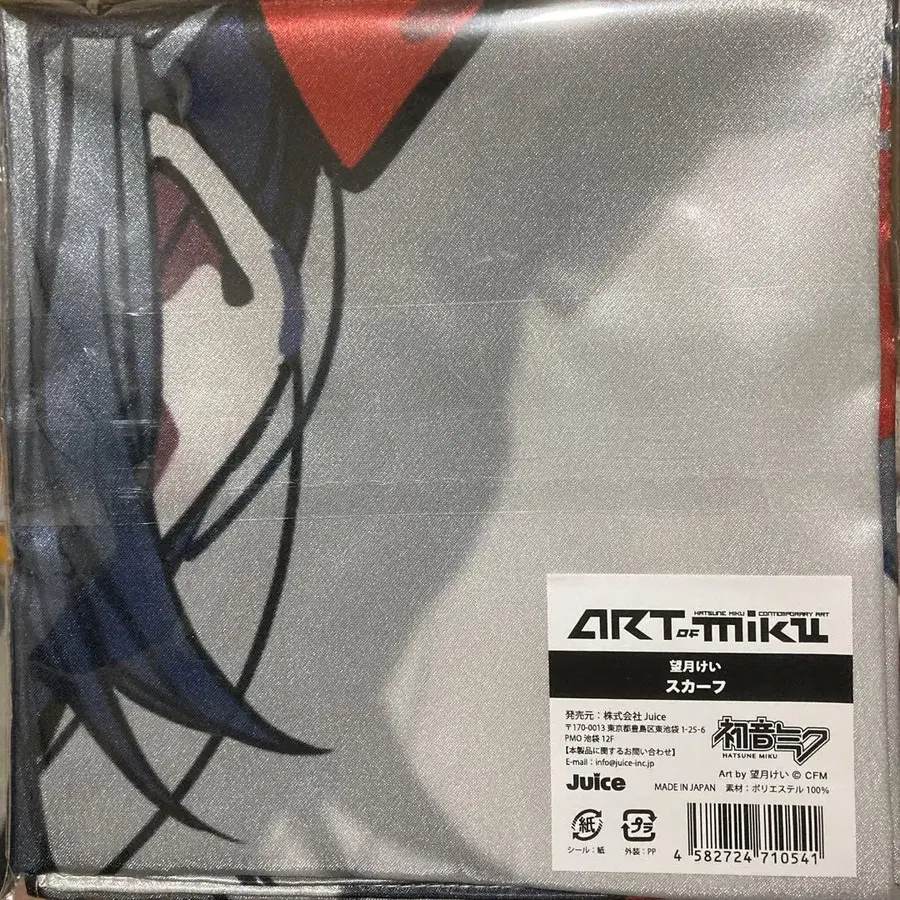 HATSUNE MIKU CONTEMPORARY ART
ART OF miku
望月けい
スカーフ
発売元：株式会社 Juice
〒170-0013 東京都豊島区東池袋 1-25-6
PMO 池袋 12F
【本製品に関するお問い合わせ】
E-mail：info@juice-inc.jp
初音ミク
HATSUNE MIKU
Art by 望月けい © CFM
Juice
MADE IN JAPAN 素材：ポリエステル 100%
紙
プラ
シール：紙 外装：PP
4 582724 710541